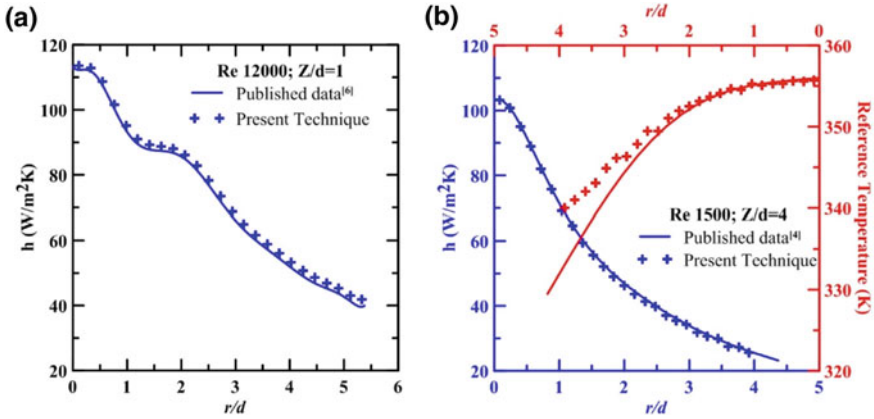 (a)
120
100
80
60
40
20
h (W/m²K)
0 1 2 3 4 5 6
r/d
Re 12000; Z/d=1
Published data[6]
Present Technique
(b)
r/d
5 4 3 2 1 0
120
100
80
60
40
20
h (W/m²K)
0 1 2 3 4 5
r/d
360
350
340
330
320
Reference Temperature (K)
Re 1500; Z/d=4
Published data[4]
Present Technique